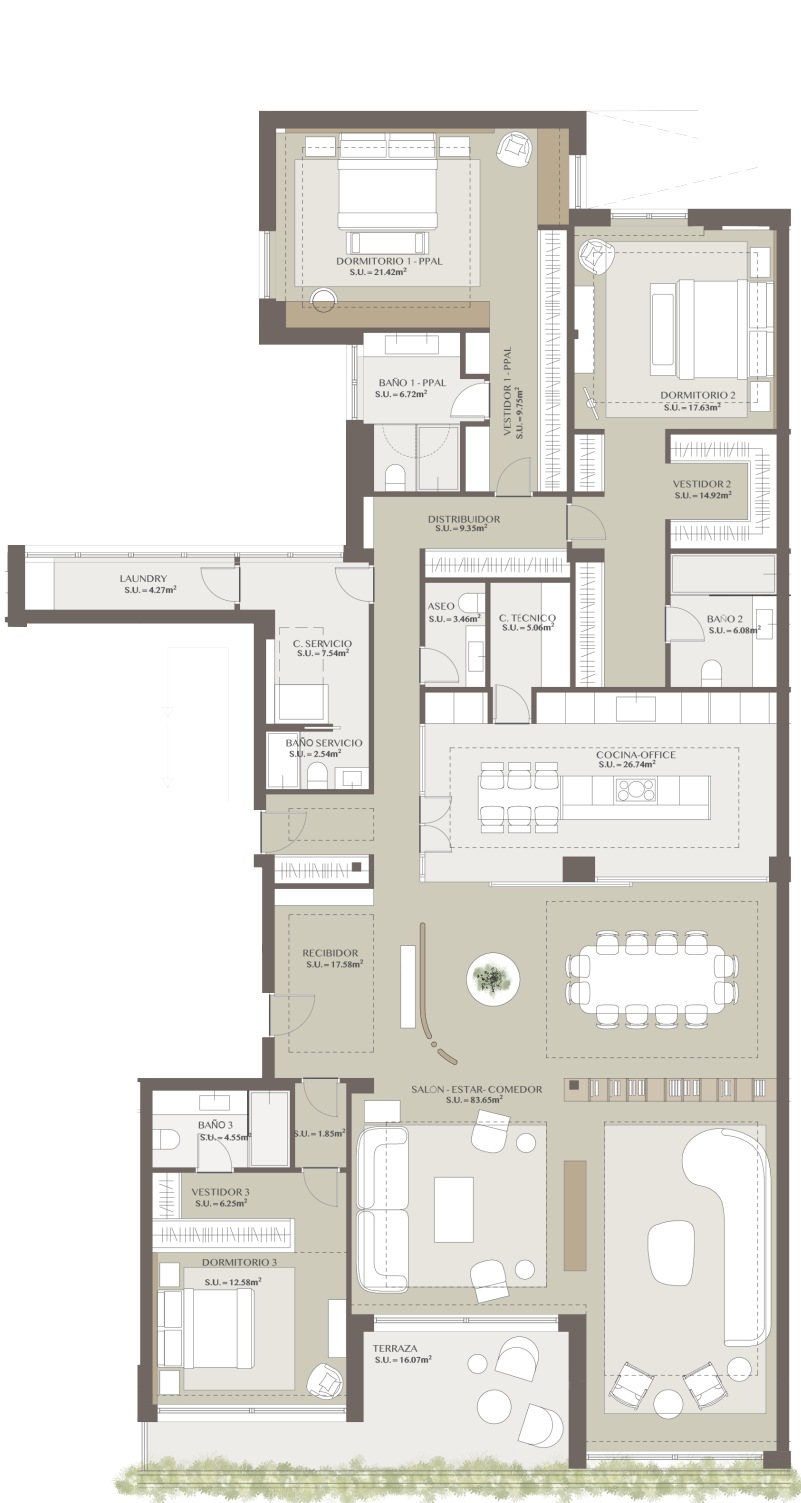 DORMITORIO 1 - PPAL
S.U. = 21.42m²
BAÑO 1 - PPAL
S.U. = 6.72m²
VESTIDOR 1 - PPAL
S.U. = 9.75m²
DORMITORIO 2
S.U. = 17.63m²
VESTIDOR 2
S.U. = 14.92m²
DISTRIBUIDOR
S.U. = 9.35m²
LAUNDRY
S.U. = 4.27m²
ASEO
S.U. = 3.46m²
C. TECNICO
S.U. = 5.06m²
BAÑO 2
S.U. = 6.08m²
C. SERVICIO
S.U. = 7.54m²
BAÑO SERVICIO
S.U. = 2.54m²
COCINA-OFFICE
S.U. = 26.74m²
RECIBIDOR
S.U. = 17.58m²
SALÓN - ESTAR- COMEDOR
S.U. = 83.65m²
BAÑO 3
S.U. = 4.55m²
S.U. = 1.85m²
VESTIDOR 3
S.U. = 6.25m²
DORMITORIO 3
S.U. = 12.58m²
TERRAZA
S.U. = 16.07m²